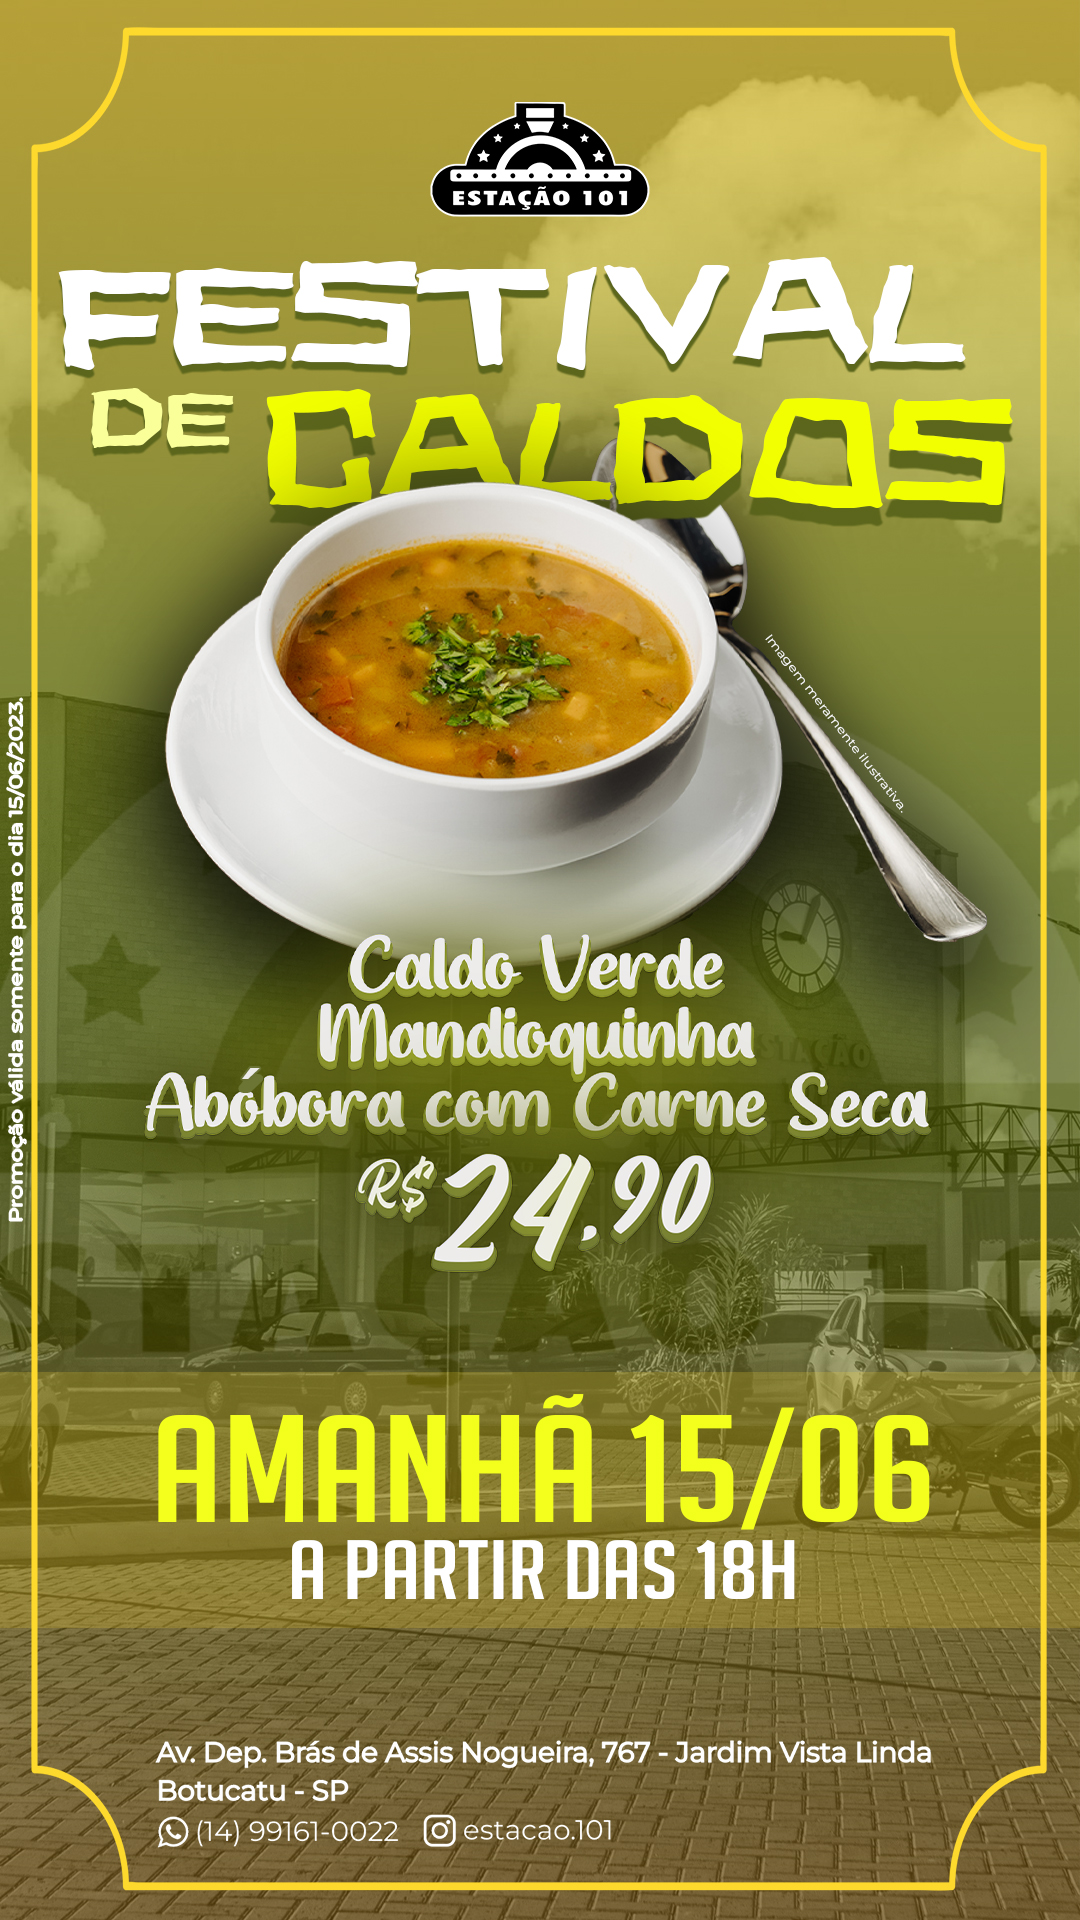 ESTAÇÃO 101
FESTIVAL
DE CALDOS
Imagem meramente ilustrativa.
Promoção válida somente para o dia 15/06/2023.
Caldo Verde
Mandioquinha
Abóbora com Carne Seca
R$ 24,90
AMANHÃ 15/06
A PARTIR DAS 18H
Av. Dep. Brás de Assis Nogueira, 767 - Jardim Vista Linda
Botucatu - SP
(14) 99161-0022 estacao.101